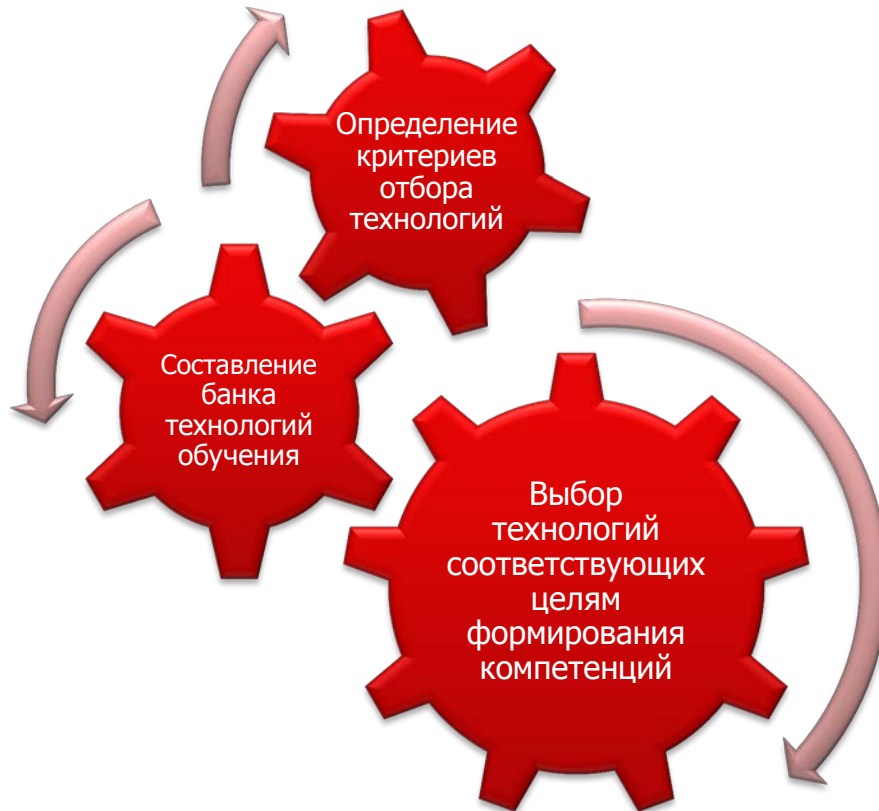 Определение
критериев
отбора
технологий
Составление
банка
технологий
обучения
Выбор
технологий
соответствующих
целям
формирования
компетенций